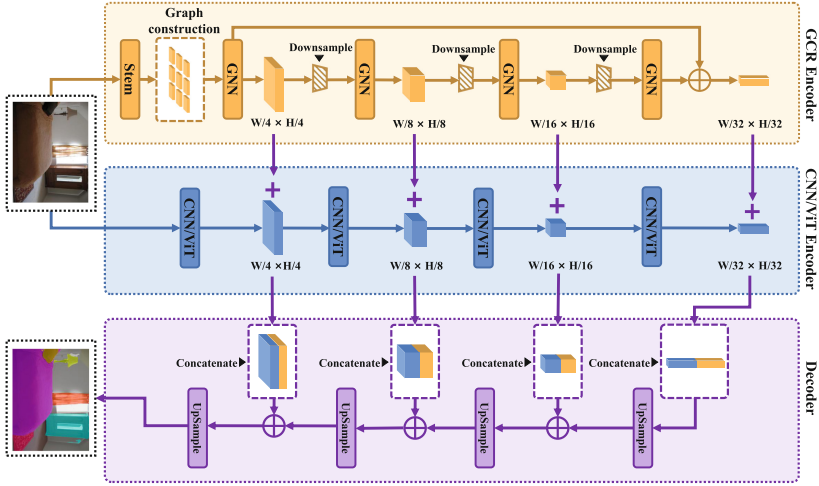 Graph
construction
Stem
GNN
Downsample
GNN
Downsample
GNN
Downsample
GNN
W/4 × H/4
W/8 × H/8
W/16 × H/16
W/32 × H/32
GCR Encoder
CNN/ViT
CNN/ViT
CNN/ViT
CNN/ViT
W/4 ×H/4
W/8 × H/8
W/16 × H/16
W/32 × H/32
CNN/ViT Encoder
Concatenate
Concatenate
Concatenate
Concatenate
UpSample
UpSample
UpSample
UpSample
Decoder